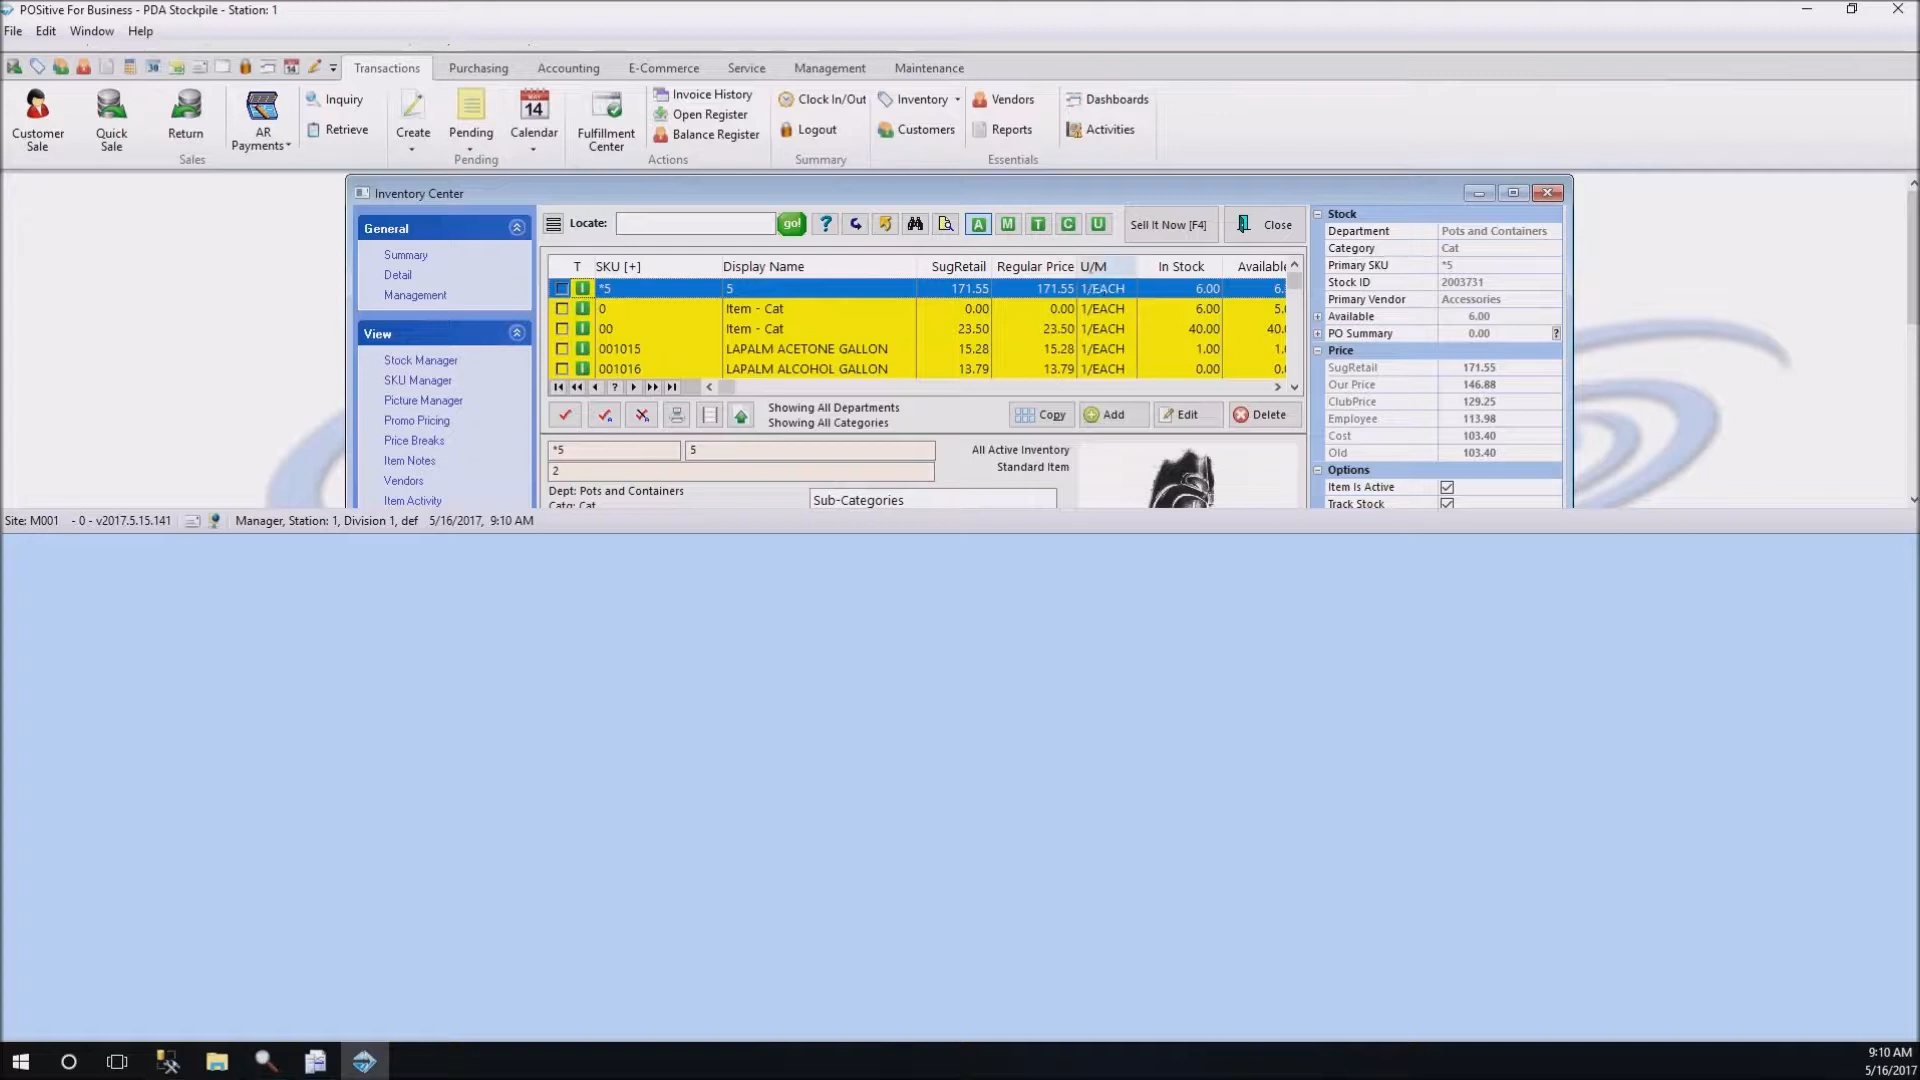 POSitive For Business - PDA Stockpile - Station: 1
File Edit Window Help
Transactions Purchasing Accounting E-Commerce Service Management Maintenance
Customer Sale
Quick Sale
Return
Sales
AR Payments
Inquiry
Retrieve
Create
Pending
Calendar
Pending
Fulfillment Center
Invoice History
Open Register
Balance Register
Actions
Clock In/Out
Logout
Summary
Inventory
Customers
Vendors
Reports
Dashboards
Activities
Essentials
Inventory Center
General
Summary
Detail
Management
View
Stock Manager
SKU Manager
Picture Manager
Promo Pricing
Price Breaks
Item Notes
Vendors
Item Activity
Locate: go! ? A M T C U Sell It Now [F4] Close
T SKU [+] Display Name SugRetail Regular Price U/M In Stock Available
I *5 5 171.55 171.55 1/EACH 6.00 6.
I 0 Item - Cat 0.00 0.00 1/EACH 6.00 5.
I 00 Item - Cat 23.50 23.50 1/EACH 40.00 40.
I 001015 LAPALM ACETONE GALLON 15.28 15.28 1/EACH 1.00 1.
I 001016 LAPALM ALCOHOL GALLON 13.79 13.79 1/EACH 0.00 0.
?
Showing All Departments
Showing All Categories
Copy Add Edit Delete
*5 5
2
All Active Inventory
Standard Item
Dept: Pots and Containers
Catg: Cat
Sub-Categories
Stock
Department Pots and Containers
Category Cat
Primary SKU *5
Stock ID 2003731
Primary Vendor Accessories
Available 6.00
PO Summary 0.00 ?
Price
SugRetail 171.55
Our Price 146.88
ClubPrice 129.25
Employee 113.98
Cost 103.40
Old 103.40
Options
Item Is Active
Track Stock
Site: M001 - 0 - v2017.5.15.141 Manager, Station: 1, Division 1, def 5/16/2017, 9:10 AM
9:10 AM
5/16/2017